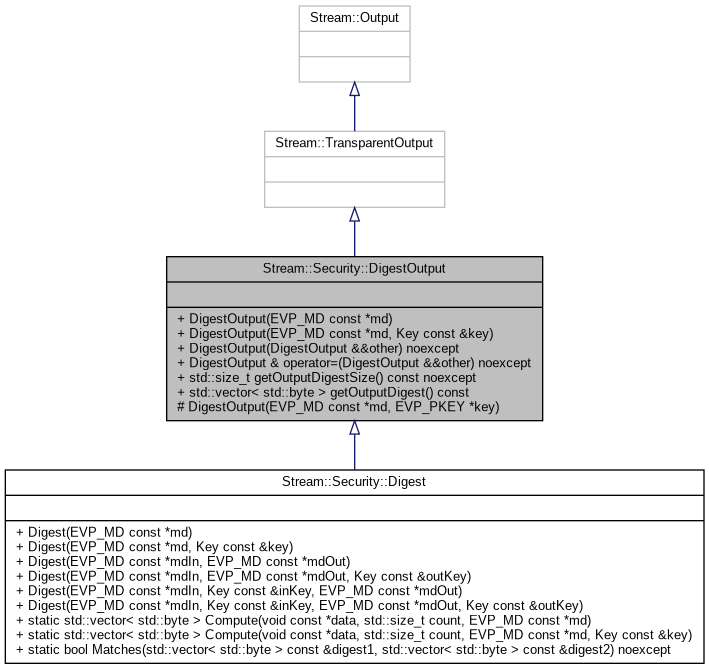 Stream::Output
Stream::TransparentOutput
Stream::Security::DigestOutput
+ DigestOutput(EVP_MD const *md)
+ DigestOutput(EVP_MD const *md, Key const &key)
+ DigestOutput(DigestOutput &&other) noexcept
+ DigestOutput & operator=(DigestOutput &&other) noexcept
+ std::size_t getOutputDigestSize() const noexcept
+ std::vector< std::byte > getOutputDigest() const
# DigestOutput(EVP_MD const *md, EVP_PKEY *key)
Stream::Security::Digest
+ Digest(EVP_MD const *md)
+ Digest(EVP_MD const *md, Key const &key)
+ Digest(EVP_MD const *mdIn, EVP_MD const *mdOut)
+ Digest(EVP_MD const *mdIn, EVP_MD const *mdOut, Key const &outKey)
+ Digest(EVP_MD const *mdIn, Key const &inKey, EVP_MD const *mdOut)
+ Digest(EVP_MD const *mdIn, Key const &inKey, EVP_MD const *mdOut, Key const &outKey)
+ static std::vector< std::byte > Compute(void const *data, std::size_t count, EVP_MD const *md)
+ static std::vector< std::byte > Compute(void const *data, std::size_t count, EVP_MD const *md, Key const &key)
+ static bool Matches(std::vector< std::byte > const &digest1, std::vector< std::byte > const &digest2) noexcept